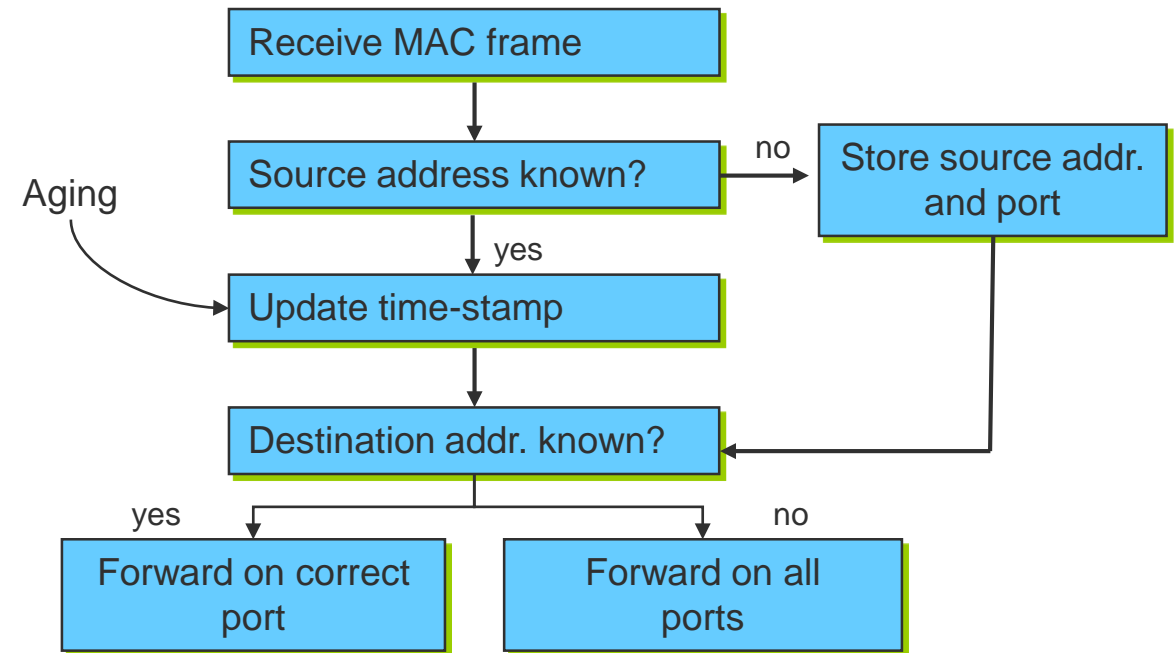 Receive MAC frame
Source address known?
no
Store source addr.
and port
Aging
yes
Update time-stamp
Destination addr. known?
yes
no
Forward on correct
port
Forward on all
ports